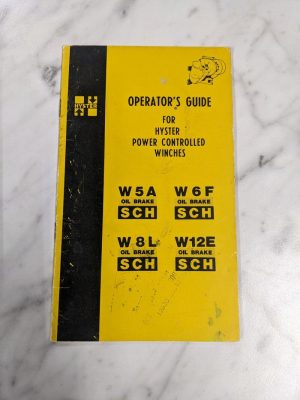 HYSTER
OPERATOR'S GUIDE
FOR
HYSTER
POWER CONTROLLED
WINCHES
W5A W6F
OIL BRAKE OIL BRAKE
SCH SCH
W8L W12E
OIL BRAKE OIL BRAKE
SCH SCH